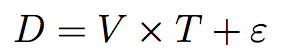 D = V × T + ε